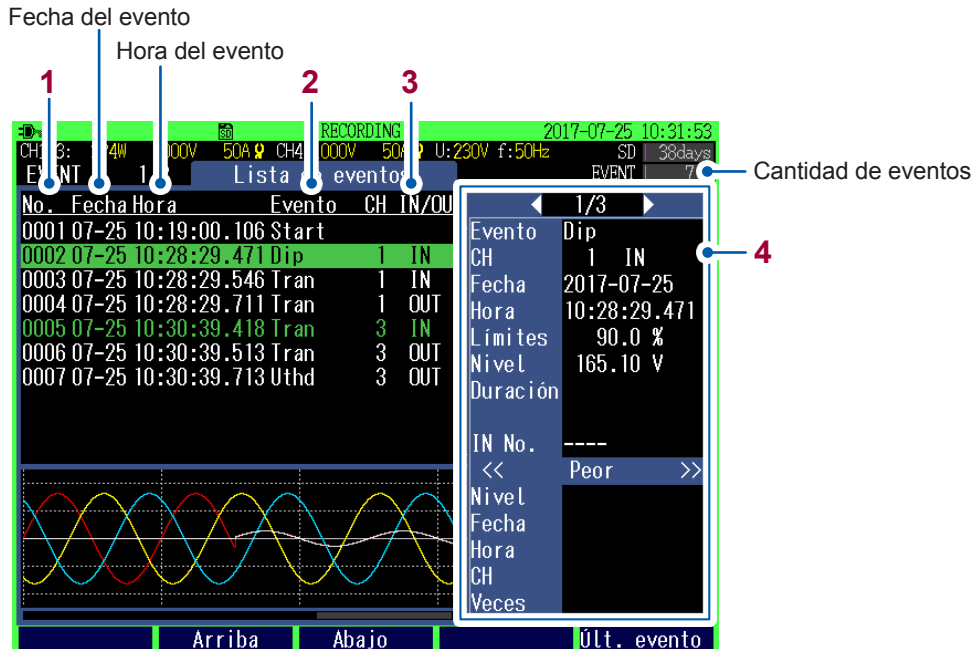 Fecha del evento
Hora del evento
1 2 3
RECORDING 2017-07-25 10:31:53
50A CH4 000V U:230V f:50Hz SD 38days
EVENT Lista de eventos EVENT 7
Cantidad de eventos
No. Fecha Hora Evento CH IN/OU
0001 07-25 10:19:00.106 Start
0002 07-25 10:28:29.471 Dip 1 IN
0003 07-25 10:28:29.546 Tran 1 IN
0004 07-25 10:28:29.711 Tran 1 OUT
0005 07-25 10:30:39.418 Tran 3 IN
0006 07-25 10:30:39.513 Tran 3 OUT
0007 07-25 10:30:39.713 Uthd 3 OUT
1/3
Evento Dip
CH 1 IN
4
Fecha 2017-07-25
Hora 10:28:29.471
Límites 90.0 %
Nivel 165.10 V
Duración
IN No. ----
<< Peor >>
Nivel
Fecha
Hora
CH
Veces
Arriba Abajo Últ. evento